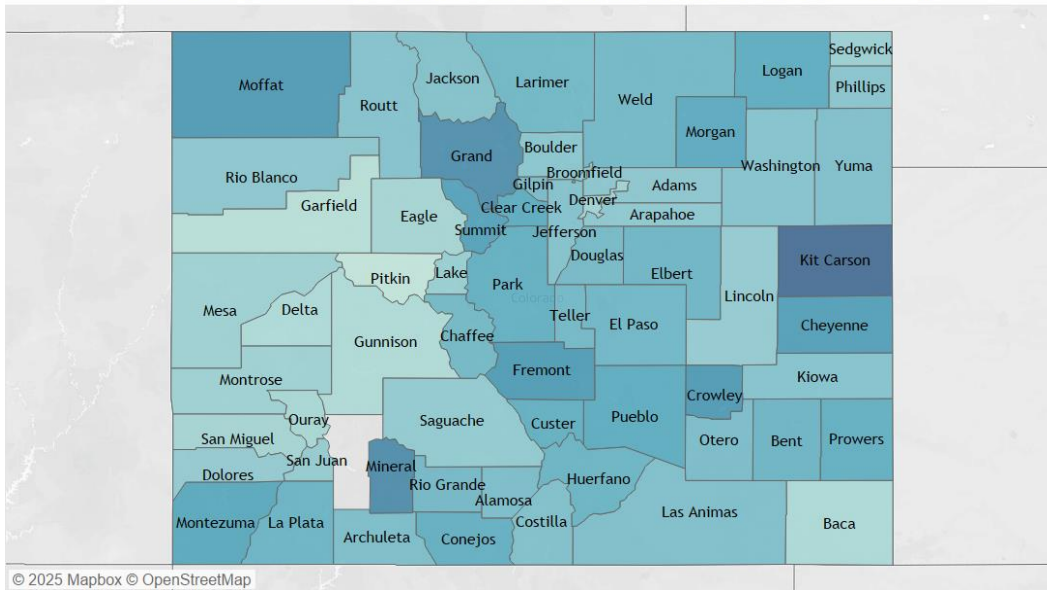 Sedgwick
Logan
Moffat
Jackson
Larimer
Phillips
Weld
Routt
Morgan
Boulder
Grand
Washington
Yuma
Broomfield
Rio Blanco
Gilpin
Adams
Denver
Garfield
Clear Creek
Eagle
Arapahoe
Summit
Jefferson
Douglas
Kit Carson
Lake
Elbert
Pitkin
Park
Lincoln
Colorado
Mesa
Delta
Teller
El Paso
Cheyenne
Chaffee
Gunnison
Fremont
Kiowa
Montrose
Crowley
Pueblo
Ouray
Saguache
Custer
San Miguel
Otero
Bent
Prowers
San Juan
Mineral
Dolores
Huerfano
Rio Grande
Alamosa
Las Animas
Montezuma
La Plata
Costilla
Baca
Archuleta
Conejos
© 2025 Mapbox © OpenStreetMap